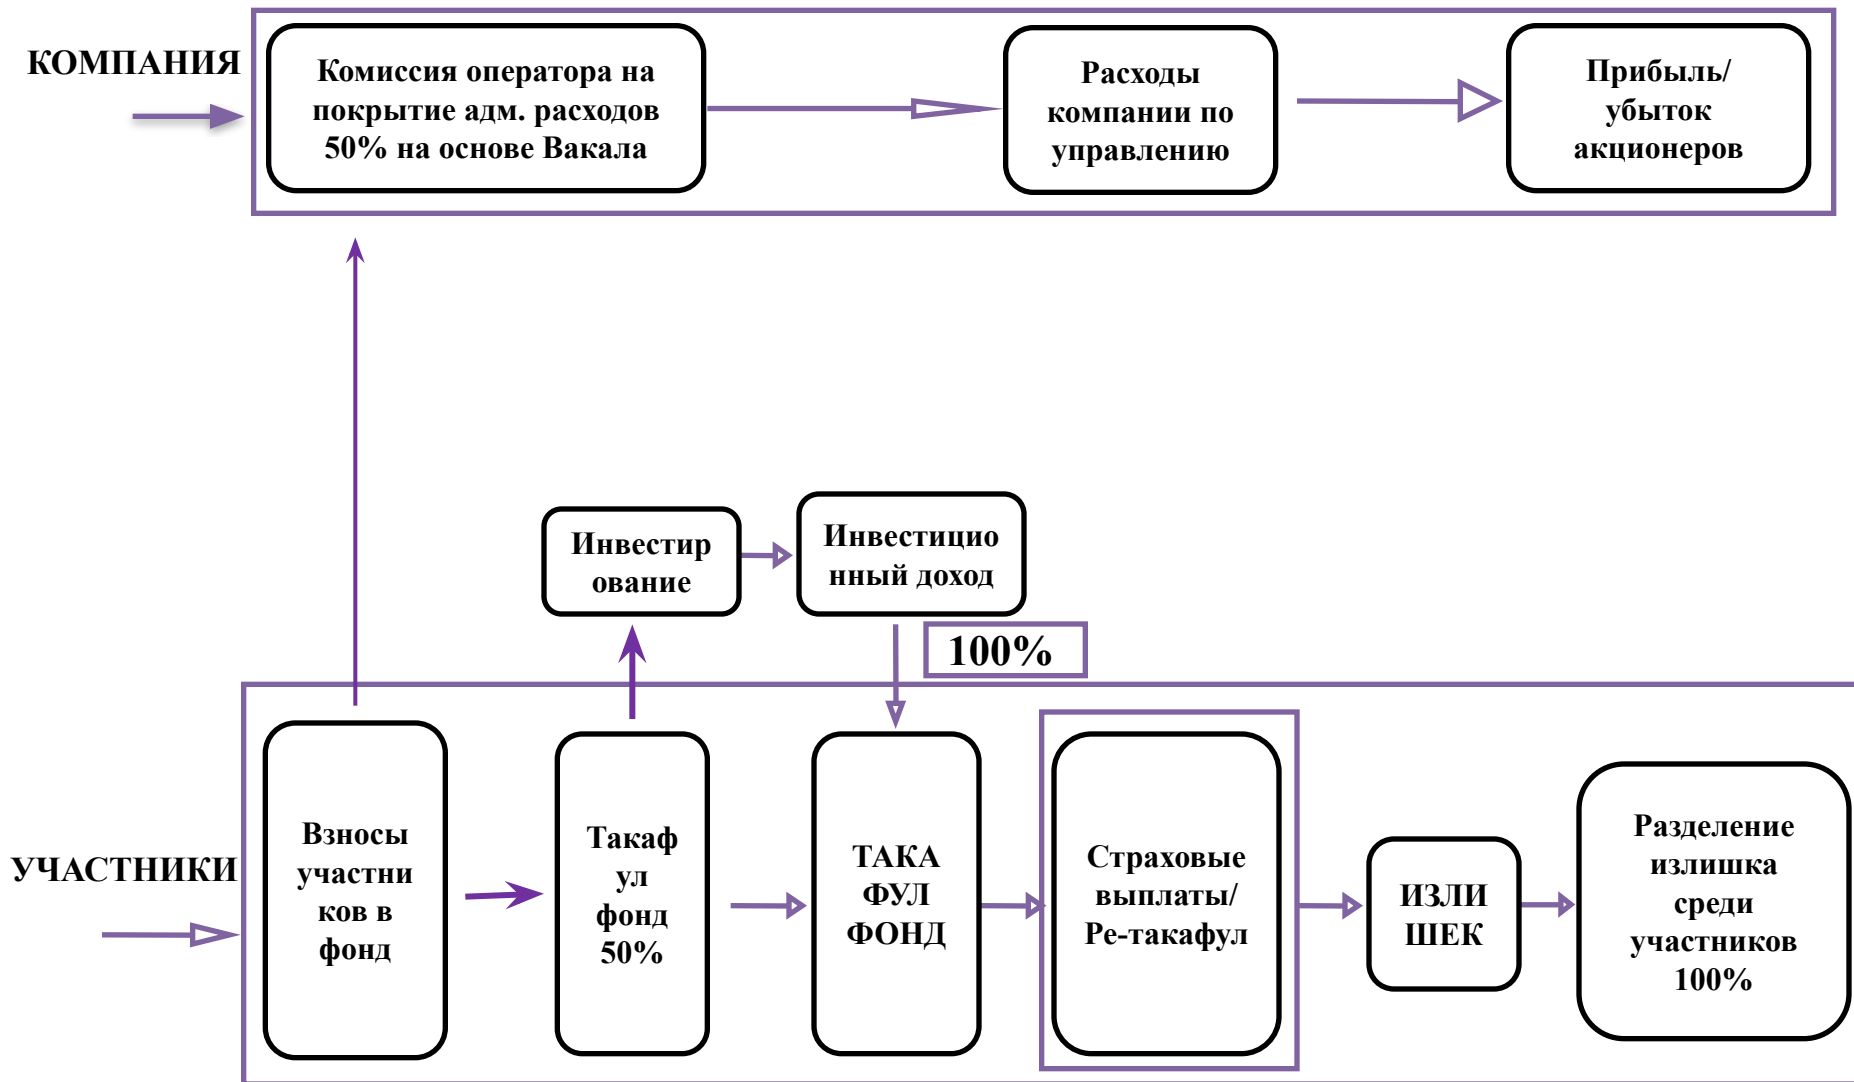 КОМПАНИЯ
Комиссия оператора на
покрытие адм. расходов
50% на основе Вакала
Расходы
компании по
управлению
Прибыль/
убыток
акционеров
Инвестир
ование
Инвестицио
нный доход
100%
УЧАСТНИКИ
Взносы
участни
ков в
фонд
Такаф
ул
фонд
50%
ТАКА
ФУЛ
ФОНД
Страховые
выплаты/
Ре-такафул
ИЗЛИ
ШЕК
Разделение
излишка
среди
участников
100%